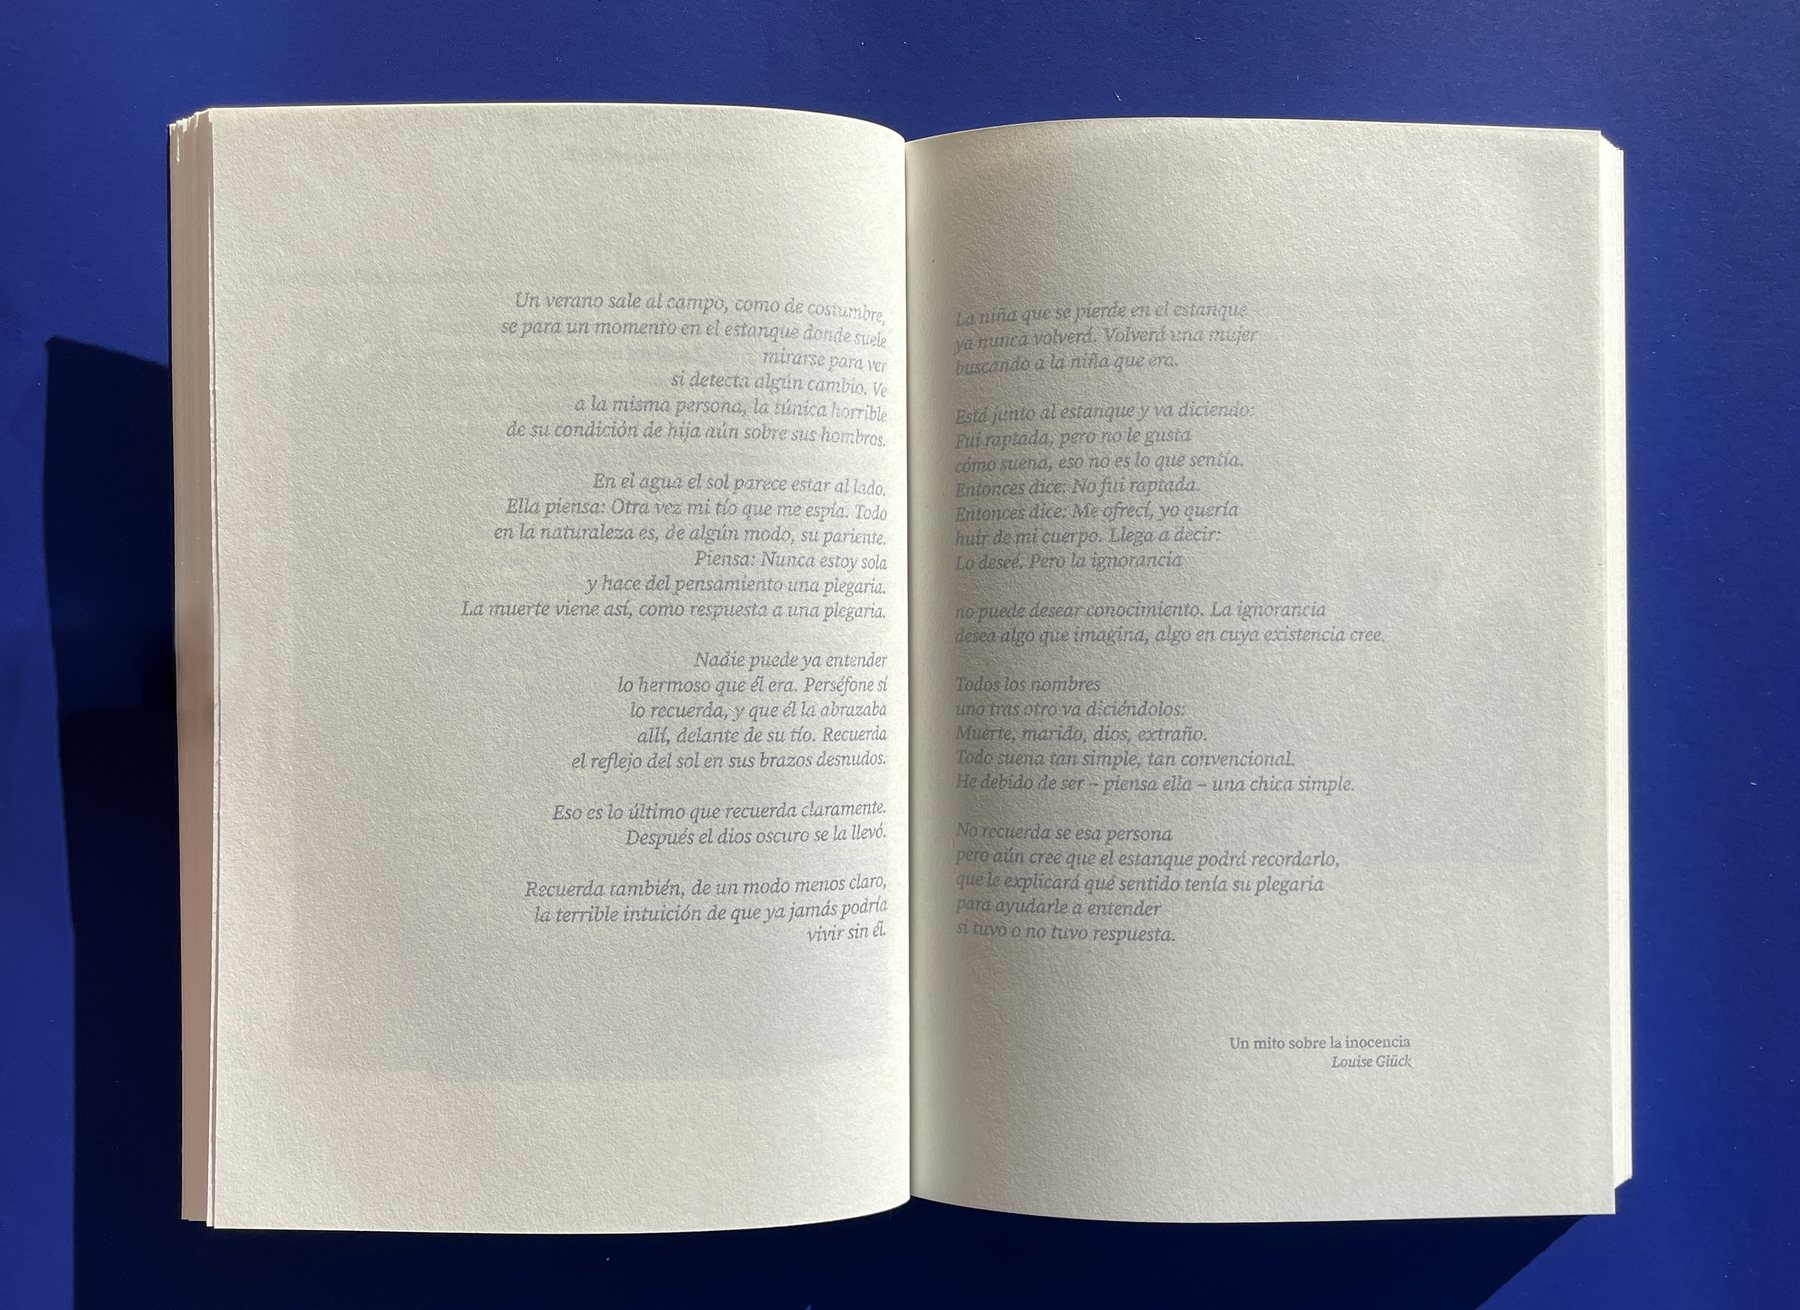 Un verano sale al campo, como de costumbre,
se para un momento en el estanque donde suele
mirarse para ver
si detecta algún cambio. Ve
a la misma persona, la túnica horrible
de su condición de hija aún sobre sus hombros.
En el agua el sol parece estar al lado.
Ella piensa: Otra vez mi tío que me espía. Todo
en la naturaleza es, de algún modo, su pariente.
Piensa: Nunca estoy sola
y hace del pensamiento una plegaria.
La muerte viene así, como respuesta a una plegaria.
Nadie puede ya entender
lo hermoso que él era. Perséfone sí
lo recuerda, y que él la abrazaba
allí, delante de su tío. Recuerda
el reflejo del sol en sus brazos desnudos.
Eso es lo último que recuerda claramente.
Después el dios oscuro se la llevó.
Recuerda también, de un modo menos claro,
la terrible intuición de que ya jamás podría
vivir sin él.
La niña que se pierde en el estanque
ya nunca volverá. Volverá una mujer
buscando a la niña que era.
Está junto al estanque y va diciendo:
Fui raptada, pero no le gusta
cómo suena, eso no es lo que sentía.
Entonces dice: No fui raptada.
Entonces dice: Me ofrecí, yo quería
huir de mi cuerpo. Llega a decir:
Lo deseé. Pero la ignorancia
no puede desear conocimiento. La ignorancia
desea algo que imagina, algo en cuya existencia cree.
Todos los nombres
uno tras otro va diciéndolos:
Muerte, marido, dios, extraño.
Todo suena tan simple, tan convencional.
He debido de ser – piensa ella – una chica simple.
No recuerda se esa persona
pero aún cree que el estanque podrá recordarlo,
que le explicará qué sentido tenía su plegaria
para ayudarle a entender
si tuvo o no tuvo respuesta.
Un mito sobre la inocencia
Louise Glück